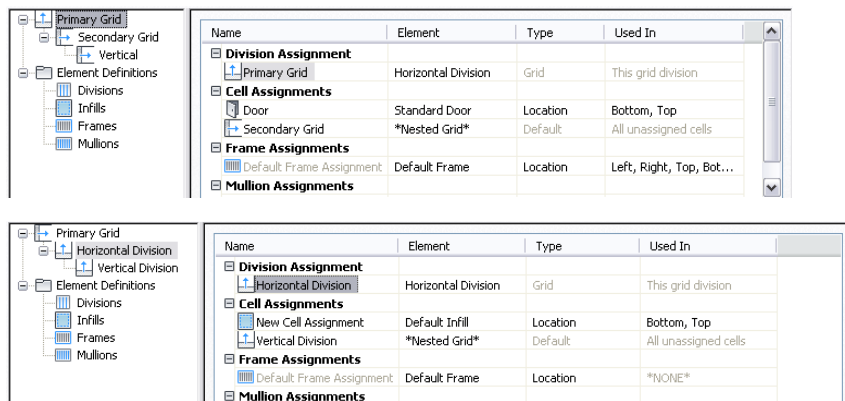 Primary Grid
Secondary Grid
Vertical
Element Definitions
Divisions
Infills
Frames
Mullions
Name Element Type Used In
Division Assignment
Primary Grid Horizontal Division Grid This grid division
Cell Assignments
Door Standard Door Location Bottom, Top
Secondary Grid *Nested Grid* Default All unassigned cells
Frame Assignments
Default Frame Assignment Default Frame Location Left, Right, Top, Bot...
Mullion Assignments
Primary Grid
Horizontal Division
Vertical Division
Element Definitions
Divisions
Infills
Frames
Mullions
Name Element Type Used In
Division Assignment
Horizontal Division Horizontal Division Grid This grid division
Cell Assignments
New Cell Assignment Default Infill Location Bottom, Top
Vertical Division *Nested Grid* Default All unassigned cells
Frame Assignments
Default Frame Assignment Default Frame Location *NONE*
Mullion Assignments